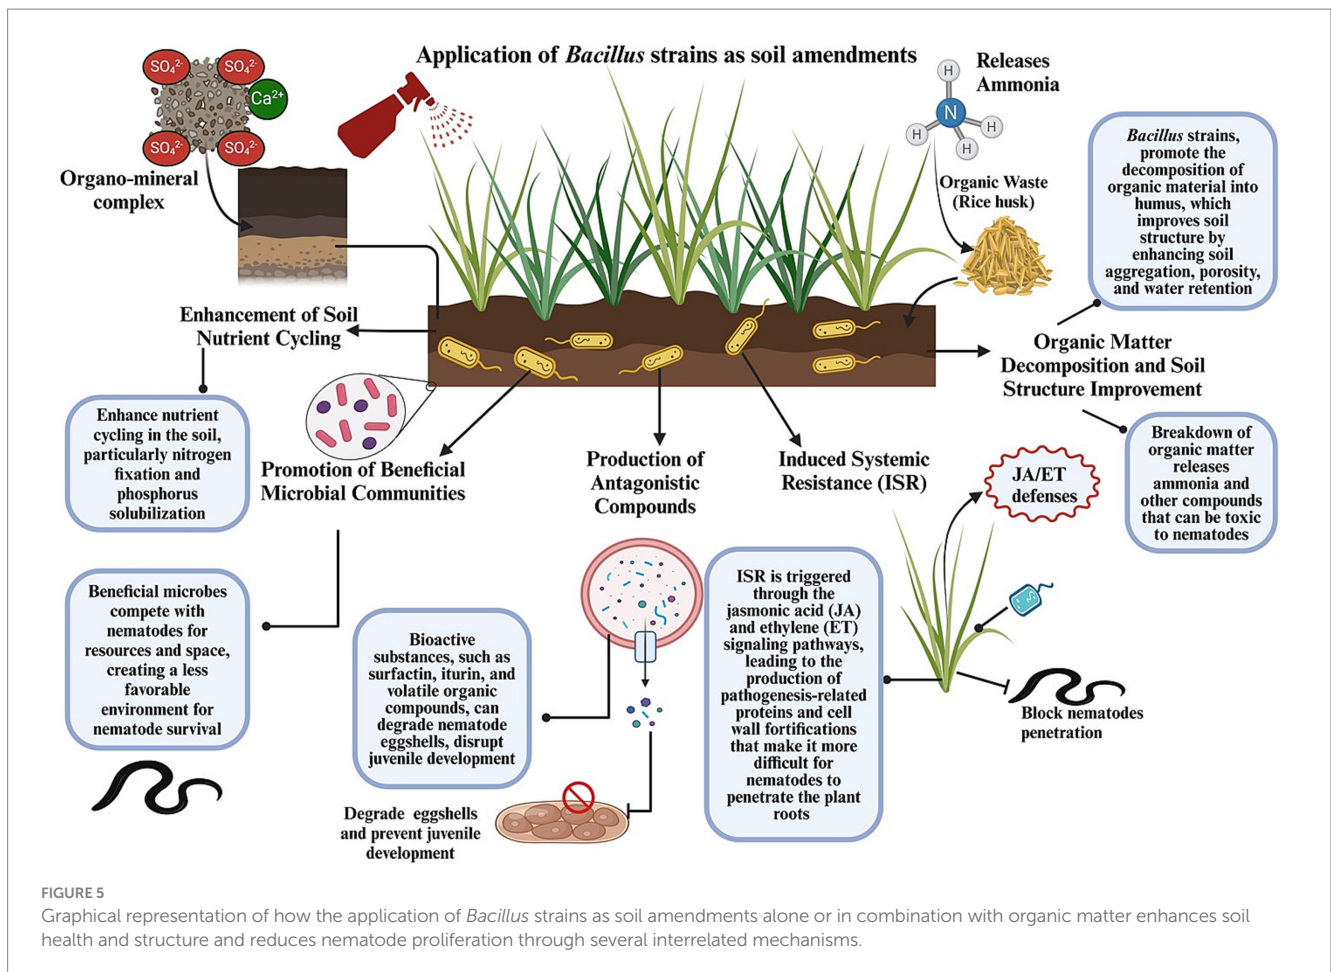 Application of Bacillus strains as soil amendments
SO₄²⁻
SO₄²⁻
Ca²⁺
SO₄²⁻
SO₄²⁻
Organo-mineral
complex
Releases
Ammonia
H
N
H
H
H
Organic Waste
(Rice husk)
Bacillus strains,
promote the
decomposition of
organic material into
humus, which
improves soil
structure by
enhancing soil
aggregation, porosity,
and water retention
Enhancement of Soil
Nutrient Cycling
Organic Matter
Decomposition and Soil
Structure Improvement
Enhance nutrient
cycling in the soil,
particularly nitrogen
fixation and
phosphorus
solubilization
Promotion of Beneficial
Microbial Communities
Production of
Antagonistic
Compounds
Induced Systemic
Resistance (ISR)
JA/ET
defenses
Breakdown of
organic matter
releases
ammonia and
other compounds
that can be toxic
to nematodes
Beneficial microbes
compete with
nematodes for
resources and space,
creating a less
favorable
environment for
nematode survival
Bioactive
substances, such as
surfactin, iturin, and
volatile organic
compounds, can
degrade nematode
eggshells, disrupt
juvenile development
ISR is triggered
through the
jasmonic acid (JA)
and ethylene (ET)
signaling pathways,
leading to the
production of
pathogenesis-related
proteins and cell
wall fortifications
that make it more
difficult for
nematodes to
penetrate the plant
roots
Block nematodes
penetration
Degrade eggshells
and prevent juvenile
development
FIGURE 5
Graphical representation of how the application of Bacillus strains as soil amendments alone or in combination with organic matter enhances soil
health and structure and reduces nematode proliferation through several interrelated mechanisms.